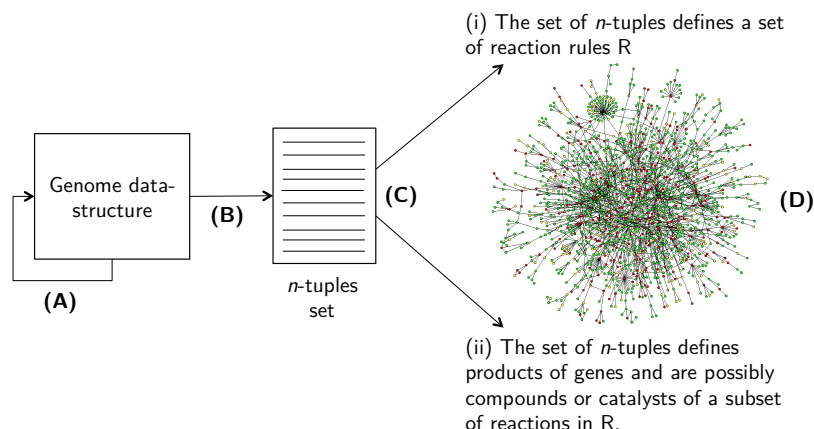 (i) The set of n-tuples defines a set
of reaction rules R
Genome data-
structure
(A)
(B)
n-tuples
set
(C)
(D)
(ii) The set of n-tuples defines
products of genes and are possibly
compounds or catalysts of a subset
of reactions in R.